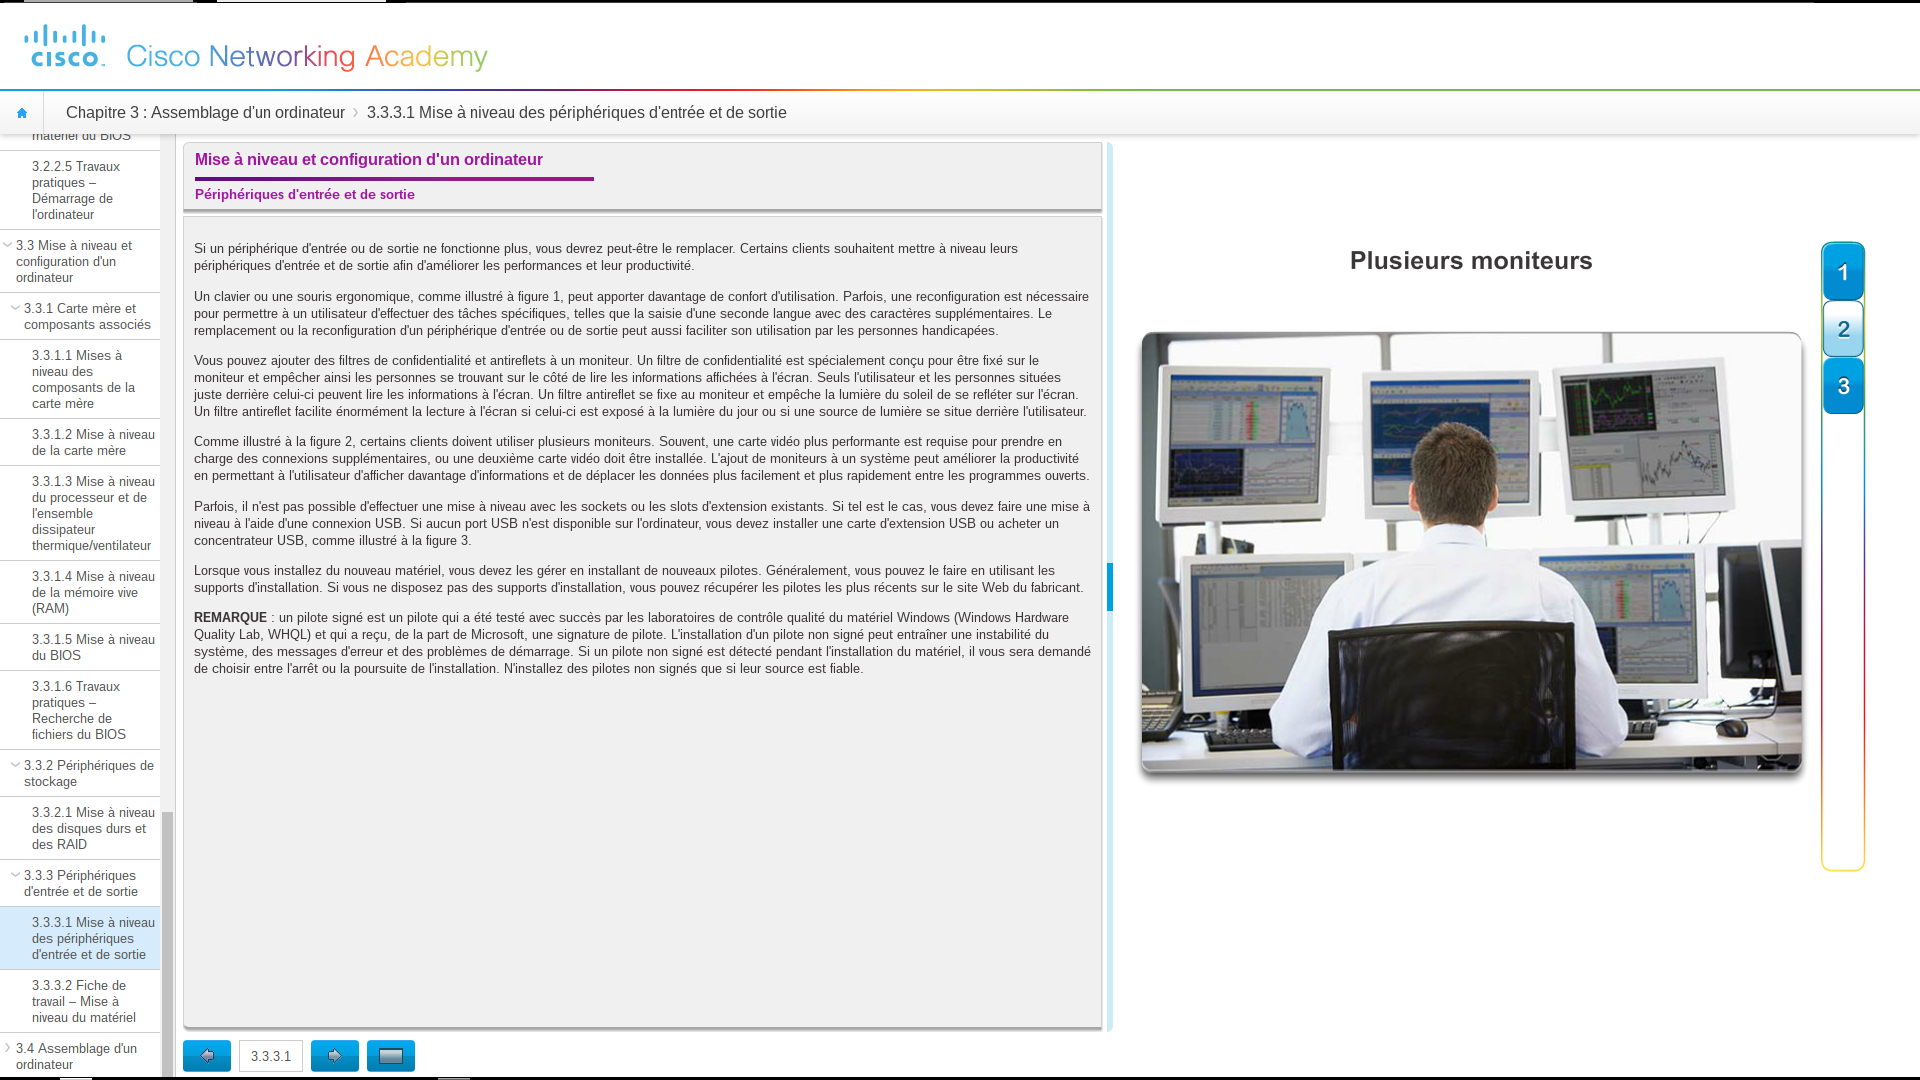 cisco
Cisco Networking Academy
Chapitre 3 : Assemblage d'un ordinateur
3.3.3.1 Mise à niveau des périphériques d'entrée et de sortie
matériel du BIOS
3.2.2.5 Travaux
pratiques –
Démarrage de
l'ordinateur
3.3 Mise à niveau et
configuration d'un
ordinateur
3.3.1 Carte mère et
composants associés
3.3.1.1 Mises à
niveau des
composants de la
carte mère
3.3.1.2 Mise à niveau
de la carte mère
3.3.1.3 Mise à niveau
du processeur et de
l'ensemble
dissipateur
thermique/ventilateur
3.3.1.4 Mise à niveau
de la mémoire vive
(RAM)
3.3.1.5 Mise à niveau
du BIOS
3.3.1.6 Travaux
pratiques –
Recherche de
fichiers du BIOS
3.3.2 Périphériques de
stockage
3.3.2.1 Mise à niveau
des disques durs et
des RAID
3.3.3 Périphériques
d'entrée et de sortie
3.3.3.1 Mise à niveau
des périphériques
d'entrée et de sortie
3.3.3.2 Fiche de
travail – Mise à
niveau du matériel
3.4 Assemblage d'un
ordinateur
Mise à niveau et configuration d'un ordinateur
Périphériques d'entrée et de sortie
Si un périphérique d'entrée ou de sortie ne fonctionne plus, vous devrez peut-être le remplacer. Certains clients souhaitent mettre à niveau leurs
périphériques d'entrée et de sortie afin d'améliorer les performances et leur productivité.
Un clavier ou une souris ergonomique, comme illustré à figure 1, peut apporter davantage de confort d'utilisation. Parfois, une reconfiguration est nécessaire
pour permettre à un utilisateur d'effectuer des tâches spécifiques, telles que la saisie d'une seconde langue avec des caractères supplémentaires. Le
remplacement ou la reconfiguration d'un périphérique d'entrée ou de sortie peut aussi faciliter son utilisation par les personnes handicapées.
Vous pouvez ajouter des filtres de confidentialité et antireflets à un moniteur. Un filtre de confidentialité est spécialement conçu pour être fixé sur le
moniteur et empêcher ainsi les personnes se trouvant sur le côté de lire les informations affichées à l'écran. Seuls l'utilisateur et les personnes situées
juste derrière celui-ci peuvent lire les informations à l'écran. Un filtre antireflet se fixe au moniteur et empêche la lumière du soleil de se refléter sur l'écran.
Un filtre antireflet facilite énormément la lecture à l'écran si celui-ci est exposé à la lumière du jour ou si une source de lumière se situe derrière l'utilisateur.
Comme illustré à la figure 2, certains clients doivent utiliser plusieurs moniteurs. Souvent, une carte vidéo plus performante est requise pour prendre en
charge des connexions supplémentaires, ou une deuxième carte vidéo doit être installée. L'ajout de moniteurs à un système peut améliorer la productivité
en permettant à l'utilisateur d'afficher davantage d'informations et de déplacer les données plus facilement et plus rapidement entre les programmes ouverts.
Parfois, il n'est pas possible d'effectuer une mise à niveau avec les sockets ou les slots d'extension existants. Si tel est le cas, vous devez faire une mise à
niveau à l'aide d'une connexion USB. Si aucun port USB n'est disponible sur l'ordinateur, vous devez installer une carte d'extension USB ou acheter un
concentrateur USB, comme illustré à la figure 3.
Lorsque vous installez du nouveau matériel, vous devez les gérer en installant de nouveaux pilotes. Généralement, vous pouvez le faire en utilisant les
supports d'installation. Si vous ne disposez pas des supports d'installation, vous pouvez récupérer les pilotes les plus récents sur le site Web du fabricant.
REMARQUE : un pilote signé est un pilote qui a été testé avec succès par les laboratoires de contrôle qualité du matériel Windows (Windows Hardware
Quality Lab, WHQL) et qui a reçu, de la part de Microsoft, une signature de pilote. L'installation d'un pilote non signé peut entraîner une instabilité du
système, des messages d'erreur et des problèmes de démarrage. Si un pilote non signé est détecté pendant l'installation du matériel, il vous sera demandé
de choisir entre l'arrêt ou la poursuite de l'installation. N'installez des pilotes non signés que si leur source est fiable.
3.3.3.1
Plusieurs moniteurs
1
2
3